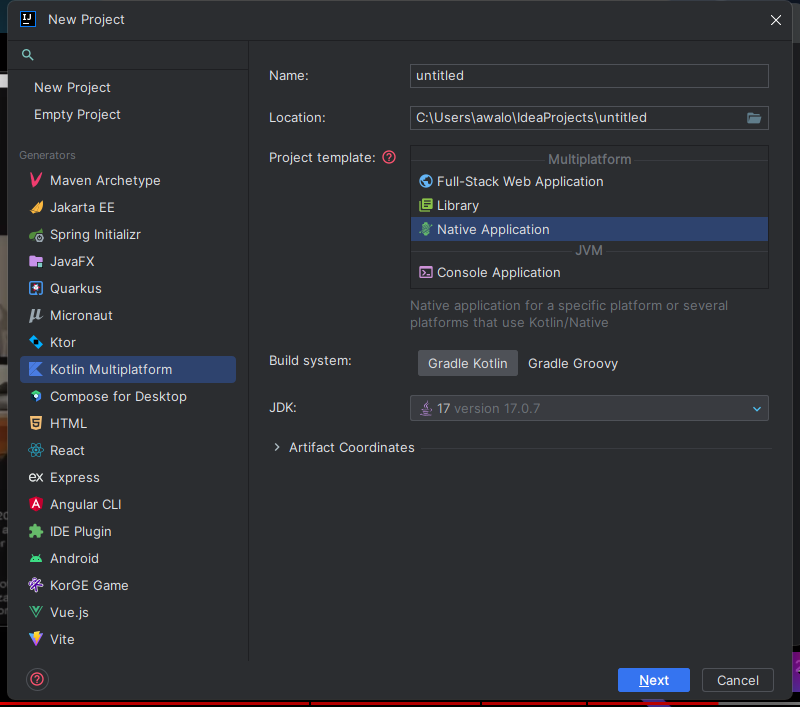 New Project
New Project
Empty Project
Generators
Maven Archetype
Jakarta EE
Spring Initializr
JavaFX
Quarkus
Micronaut
Ktor
Kotlin Multiplatform
Compose for Desktop
HTML
React
Express
Angular CLI
IDE Plugin
Android
KorGE Game
Vue.js
Vite
Name:
untitled
Location:
C:\Users\awalo\IdeaProjects\untitled
Project template:
Multiplatform
Full-Stack Web Application
Library
Native Application
JVM
Console Application
Native application for a specific platform or several
platforms that use Kotlin/Native
Build system:
Gradle Kotlin
Gradle Groovy
JDK:
17 version 17.0.7
Artifact Coordinates
Next
Cancel